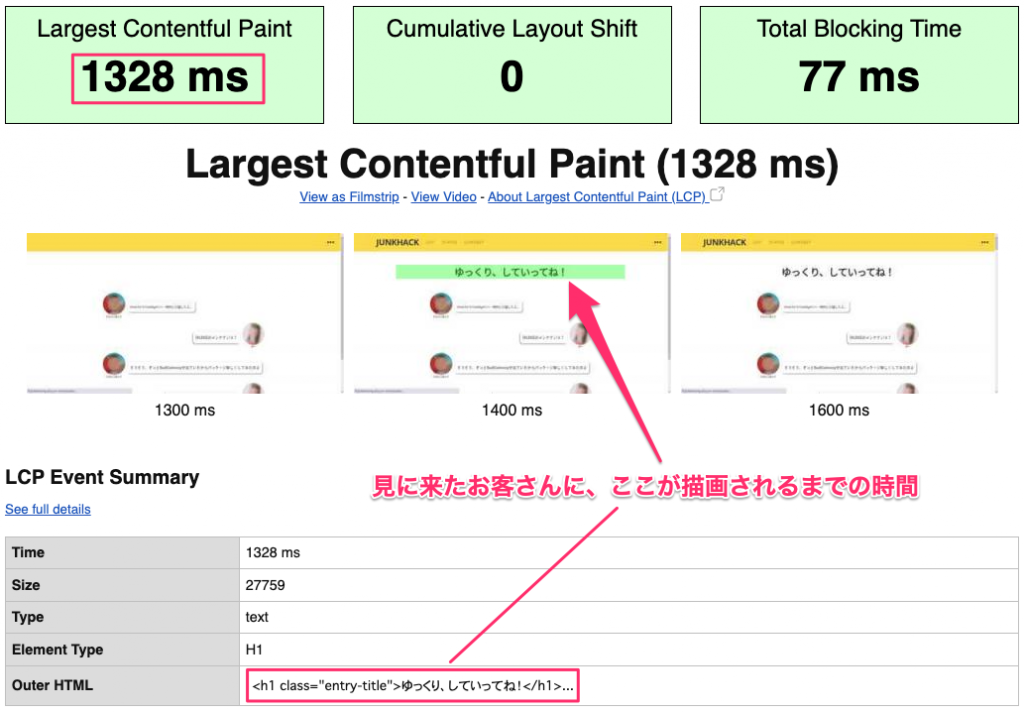 Largest Contentful Paint
1328 ms
Cumulative Layout Shift
0
Total Blocking Time
77 ms
Largest Contentful Paint (1328 ms)
View as Filmstrip - View Video - About Largest Contentful Paint (LCP)
JUNKHACK
JUNKHACK
ゆっくり、していってね！
ゆっくり、していってね！
1300 ms
1400 ms
1600 ms
LCP Event Summary
See full details
見に来たお客さんに、ここが描画されるまでの時間
Time 1328 ms
Size 27759
Type text
Element Type H1
Outer HTML <h1 class="entry-title">ゆっくり、していってね！</h1>...